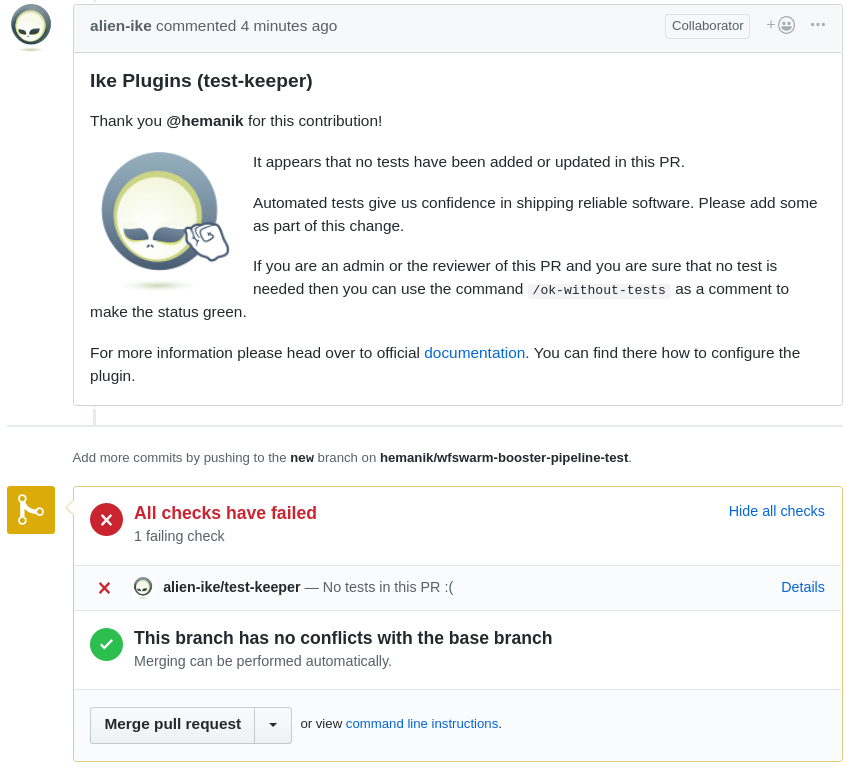 alien-ike commented 4 minutes ago Collaborator
Ike Plugins (test-keeper)
Thank you @hemanik for this contribution!
It appears that no tests have been added or updated in this PR.
Automated tests give us confidence in shipping reliable software. Please add some
as part of this change.
If you are an admin or the reviewer of this PR and you are sure that no test is
needed then you can use the command /ok-without-tests as a comment to
make the status green.
For more information please head over to official documentation. You can find there how to configure the
plugin.
Add more commits by pushing to the new branch on hemanik/wfswarm-booster-pipeline-test.
All checks have failed Hide all checks
1 failing check
alien-ike/test-keeper — No tests in this PR :( Details
This branch has no conflicts with the base branch
Merging can be performed automatically.
Merge pull request or view command line instructions.